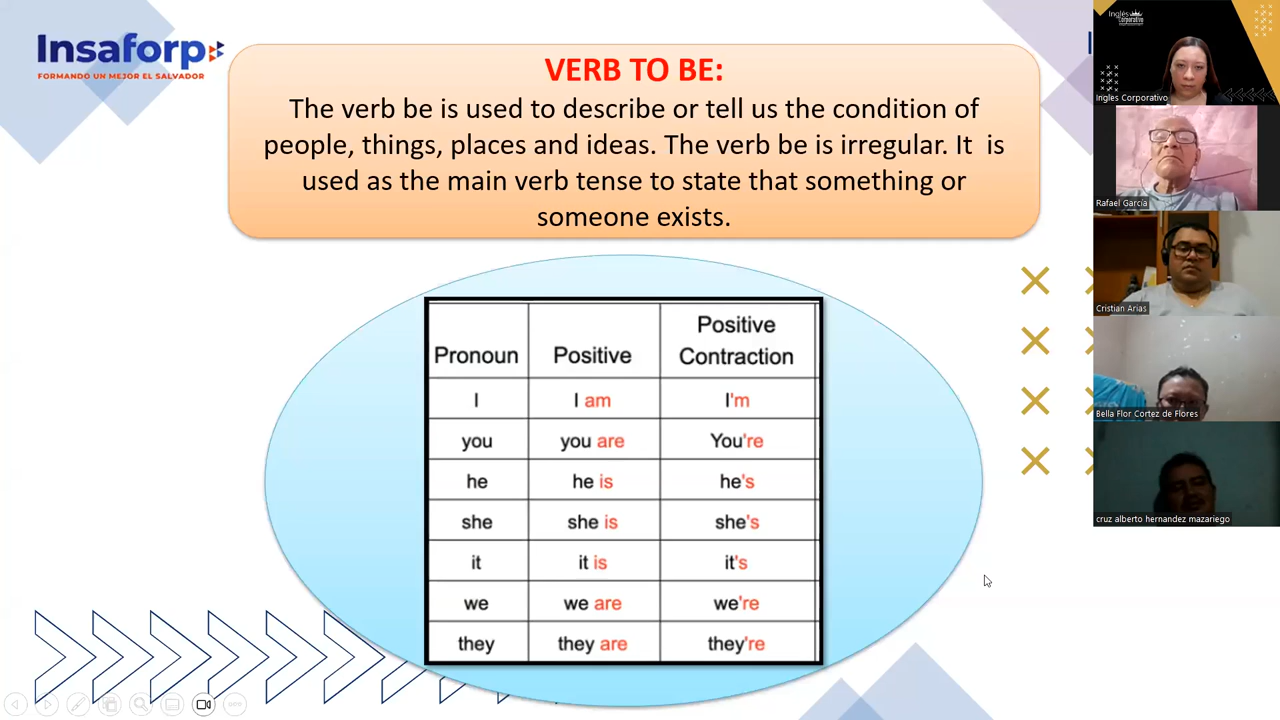 Insaforp
FORMANDO UN MEJOR EL SALVADOR
VERB TO BE:
The verb be is used to describe or tell us the condition of
people, things, places and ideas. The verb be is irregular. It is
used as the main verb tense to state that something or
someone exists.
Pronoun Positive Positive Contraction
I I am I'm
you you are You're
he he is he's
she she is she's
it it is it's
we we are we're
they they are they're
Inglés
Corporativo
Ingles Corporativo
Rafael García
Cristian Arias
Bella Flor Cortez de Flores
cruz alberto hernandez mazariego